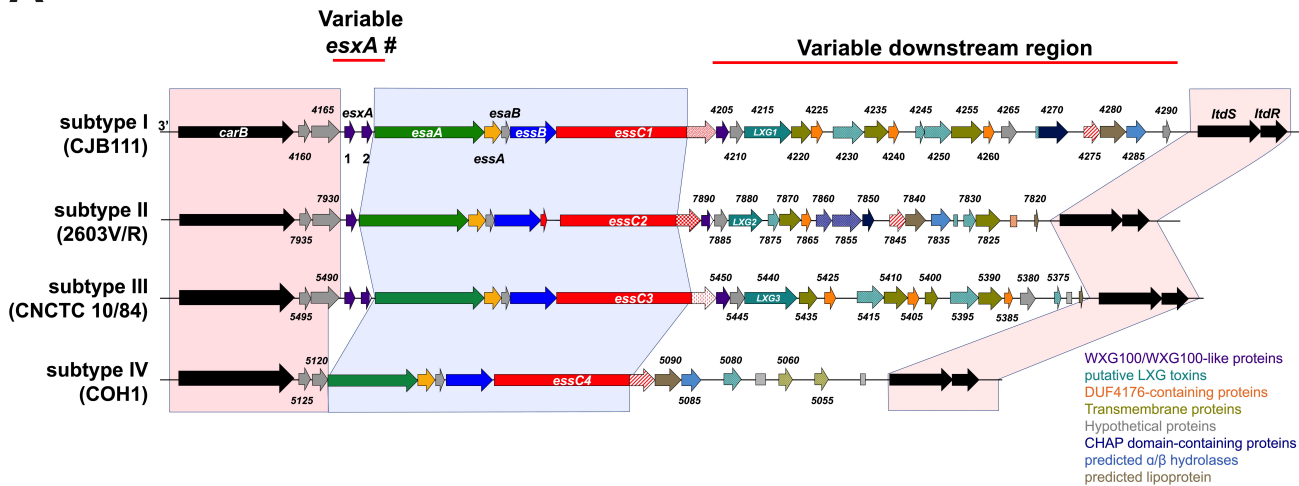 Variable
esxA #
Variable downstream region
subtype I
(CJB111)
3'
4165
esxA
esaB
4205 4215 4225 4235 4245 4255 4265 4270 4280 4290
ltdS ltdR
carB esaA essB essC1 LXG1
4160 1 2 essA
4210 4220 4230 4240 4250 4260 4275 4285
subtype II
(2603V/R)
7930 7890 7880 7870 7860 7850 7840 7830 7820
essC2 LXG2
7935 7885 7875 7865 7855 7845 7835 7825
subtype III
(CNCTC 10/84)
5490 5450 5440 5425 5410 5400 5390 5380 5375
essC3 LXG3
5495 5445 5435 5415 5405 5395 5385
subtype IV
(COH1)
5120 5090 5080 5060
essC4
5125 5085 5055
WXG100/WXG100-like proteins
putative LXG toxins
DUF4176-containing proteins
Transmembrane proteins
Hypothetical proteins
CHAP domain-containing proteins
predicted α/β hydrolases
predicted lipoprotein